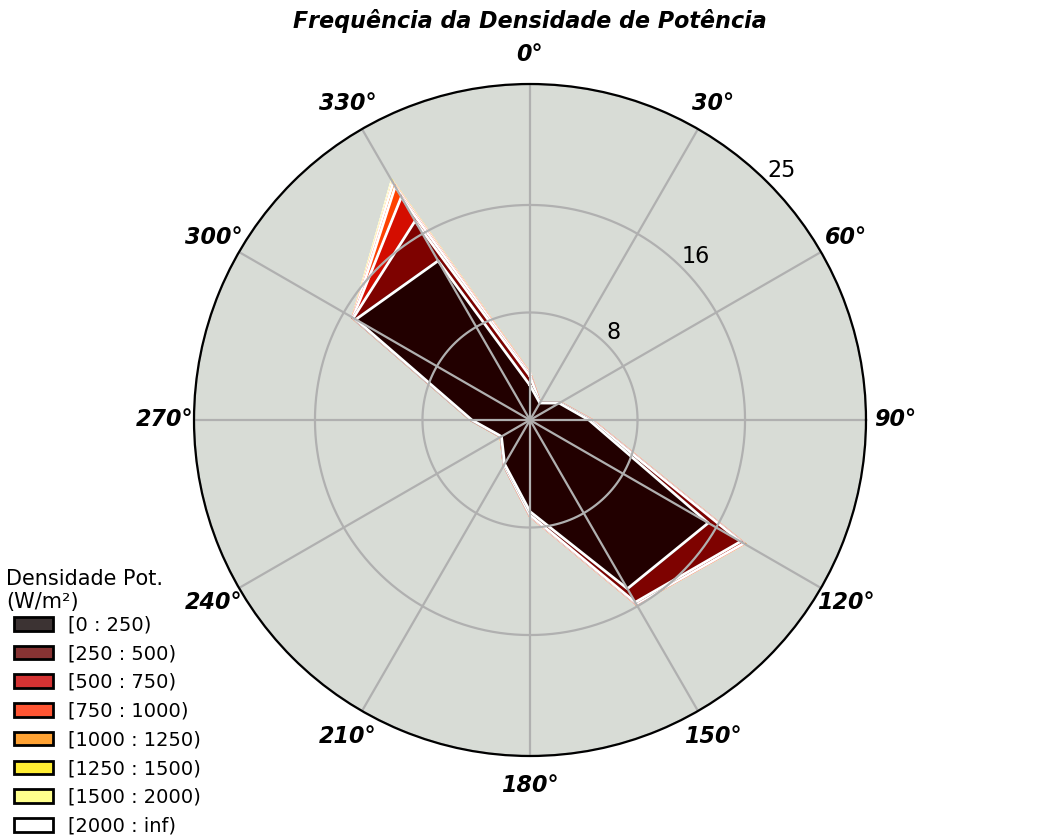 Frequência da Densidade de Potência
0°
330°
30°
25
300°
60°
16
8
270°
90°
Densidade Pot.
(W/m²)
240°
120°
[0 : 250)
[250 : 500)
[500 : 750)
[750 : 1000)
[1000 : 1250)
[1250 : 1500)
[1500 : 2000)
[2000 : inf)
210°
150°
180°